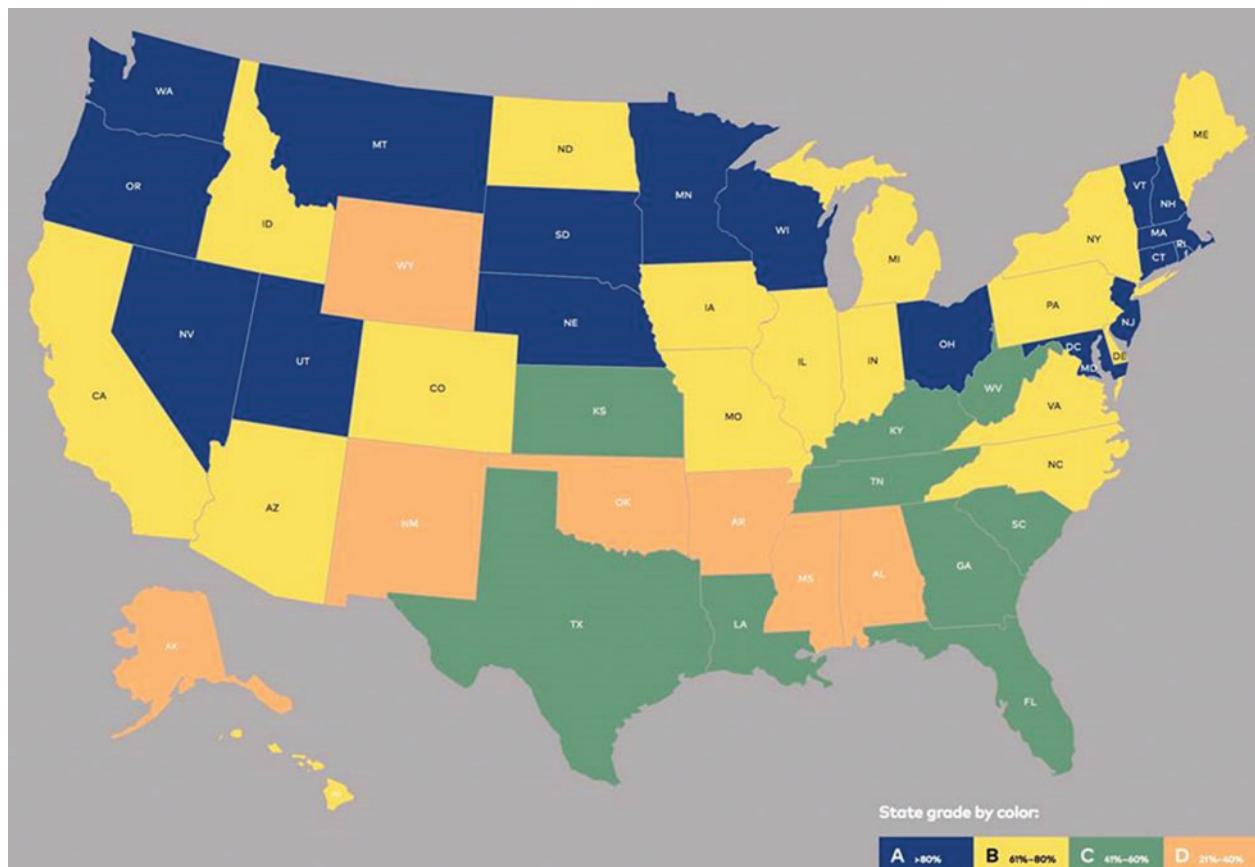 WA
MT
ND
MN
ME
OR
ID
VT
NH
SD
WI
NY
MA
RI
CT
WY
MI
IA
PA
NE
NJ
NV
OH
UT
IL
IN
DC
DE
MD
CA
CO
WV
KS
MO
VA
KY
NC
TN
AZ
OK
NM
AR
SC
MS
AL
GA
TX
LA
AK
FL
HI
State grade by color:
A >80% B 61%–80% C 41%–60% D 21%–40%